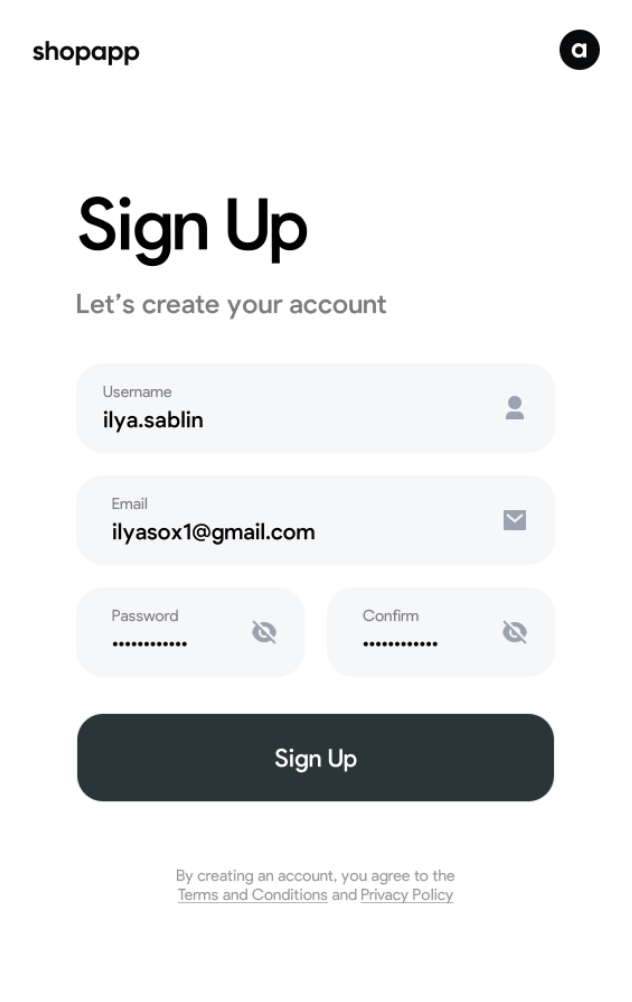 shopapp
a
Sign Up
Let's create your account
Username
ilya.sablin
Email
ilyasox1@gmail.com
Password
••••••••••••
Confirm
••••••••••••
Sign Up
By creating an account, you agree to the
Terms and Conditions and Privacy Policy